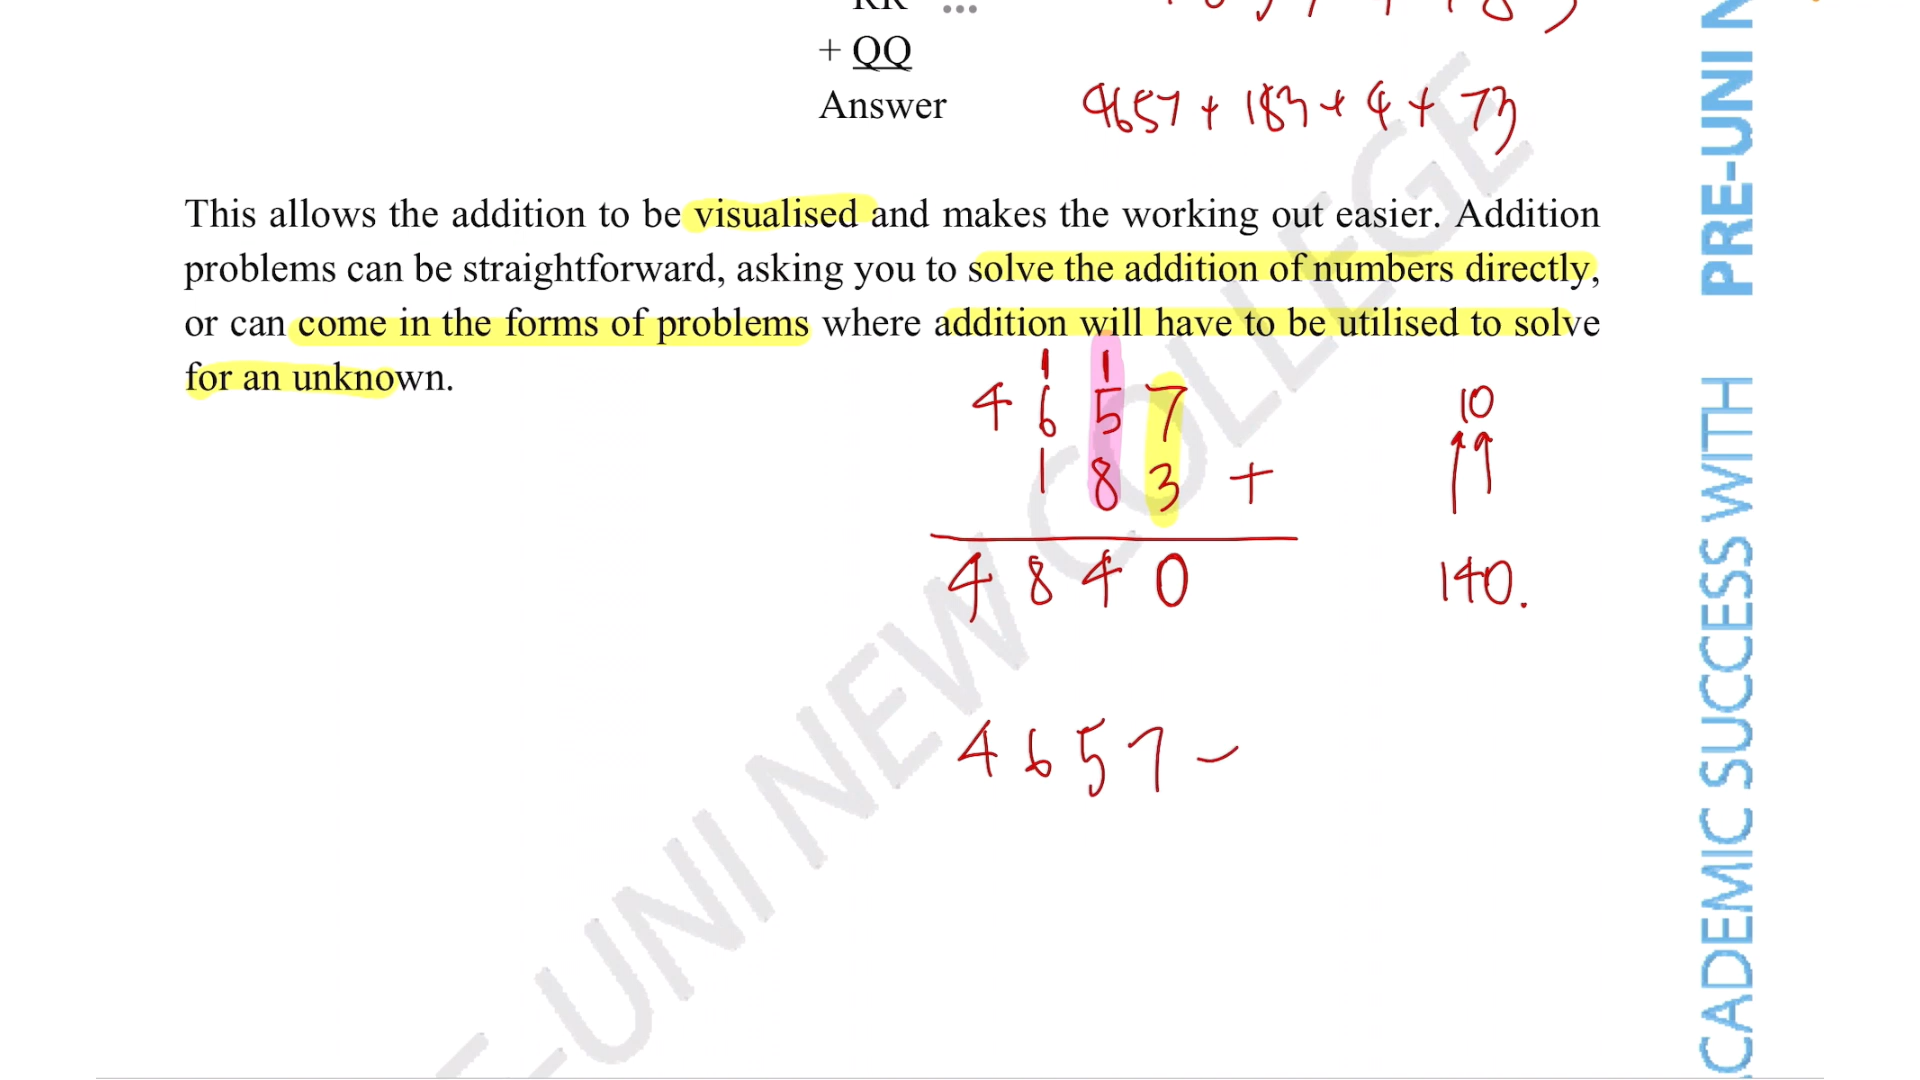 + QQ
Answer
4657 + 183 + 4 + 73
This allows the addition to be visualised and makes the working out easier. Addition
problems can be straightforward, asking you to solve the addition of numbers directly,
or can come in the forms of problems where addition will have to be utilised to solve
for an unknown.
1 1
4 6 5 7
1 8 3 +
4 8 4 0
10
140.
4 6 5 7 -
PRE-UNI NEW COLLEGE
ACADEMIC SUCCESS WITH PRE-UNI N